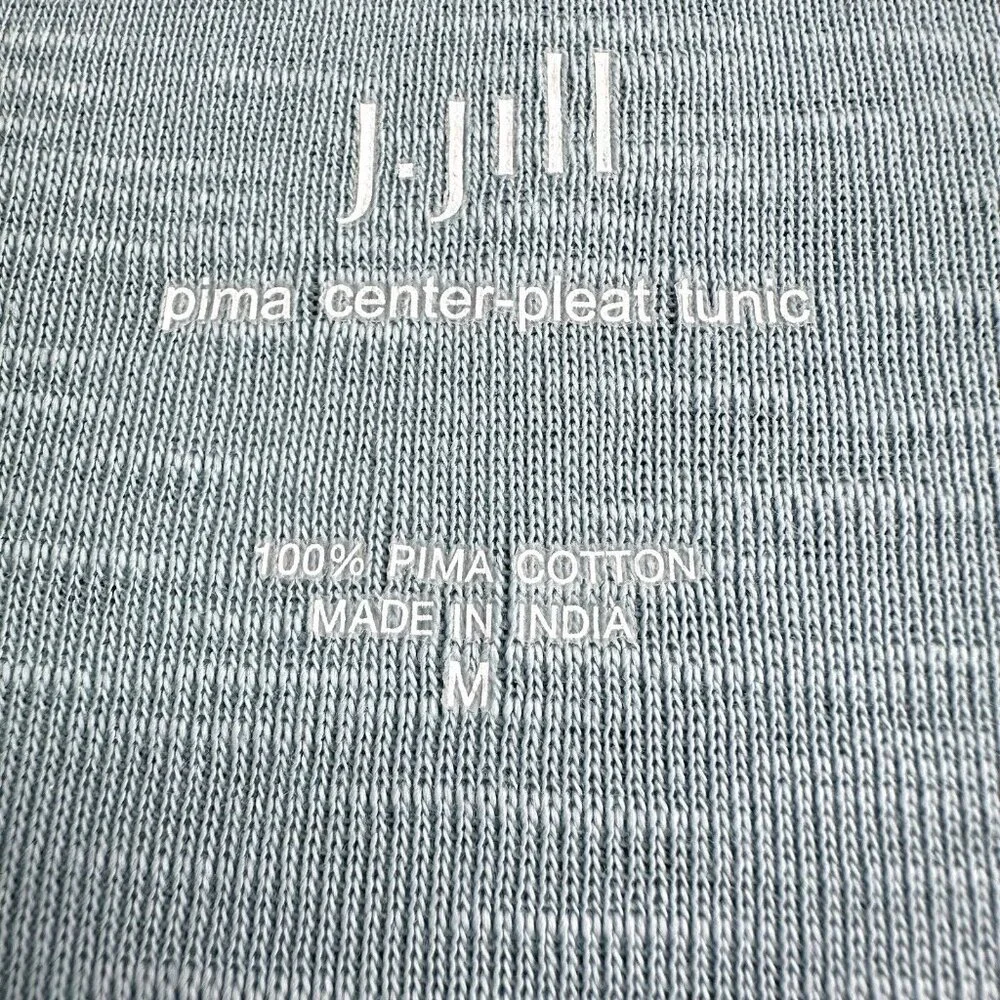 J.Jill
pima center-pleat tunic
100% PIMA COTTON
MADE IN INDIA
M